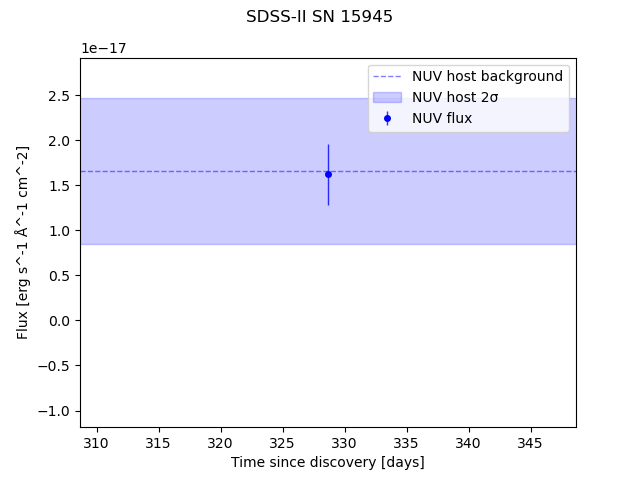 SDSS-II SN 15945
1e−17
NUV host background
NUV host 2σ
NUV flux
2.5
2.0
1.5
1.0
0.5
0.0
−0.5
−1.0
Flux [erg s^-1 Å^-1 cm^-2]
310 315 320 325 330 335 340 345
Time since discovery [days]